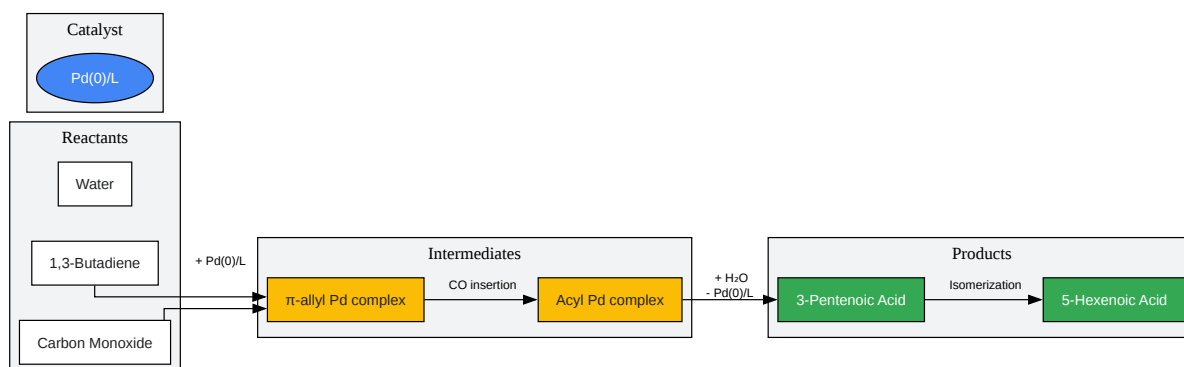 Catalyst
Pd(0)/L
Reactants
Water
1,3-Butadiene
Carbon Monoxide
+ Pd(0)/L
Intermediates
π-allyl Pd complex
CO insertion
Acyl Pd complex
+ H₂O
- Pd(0)/L
Products
3-Pentenoic Acid
Isomerization
5-Hexenoic Acid